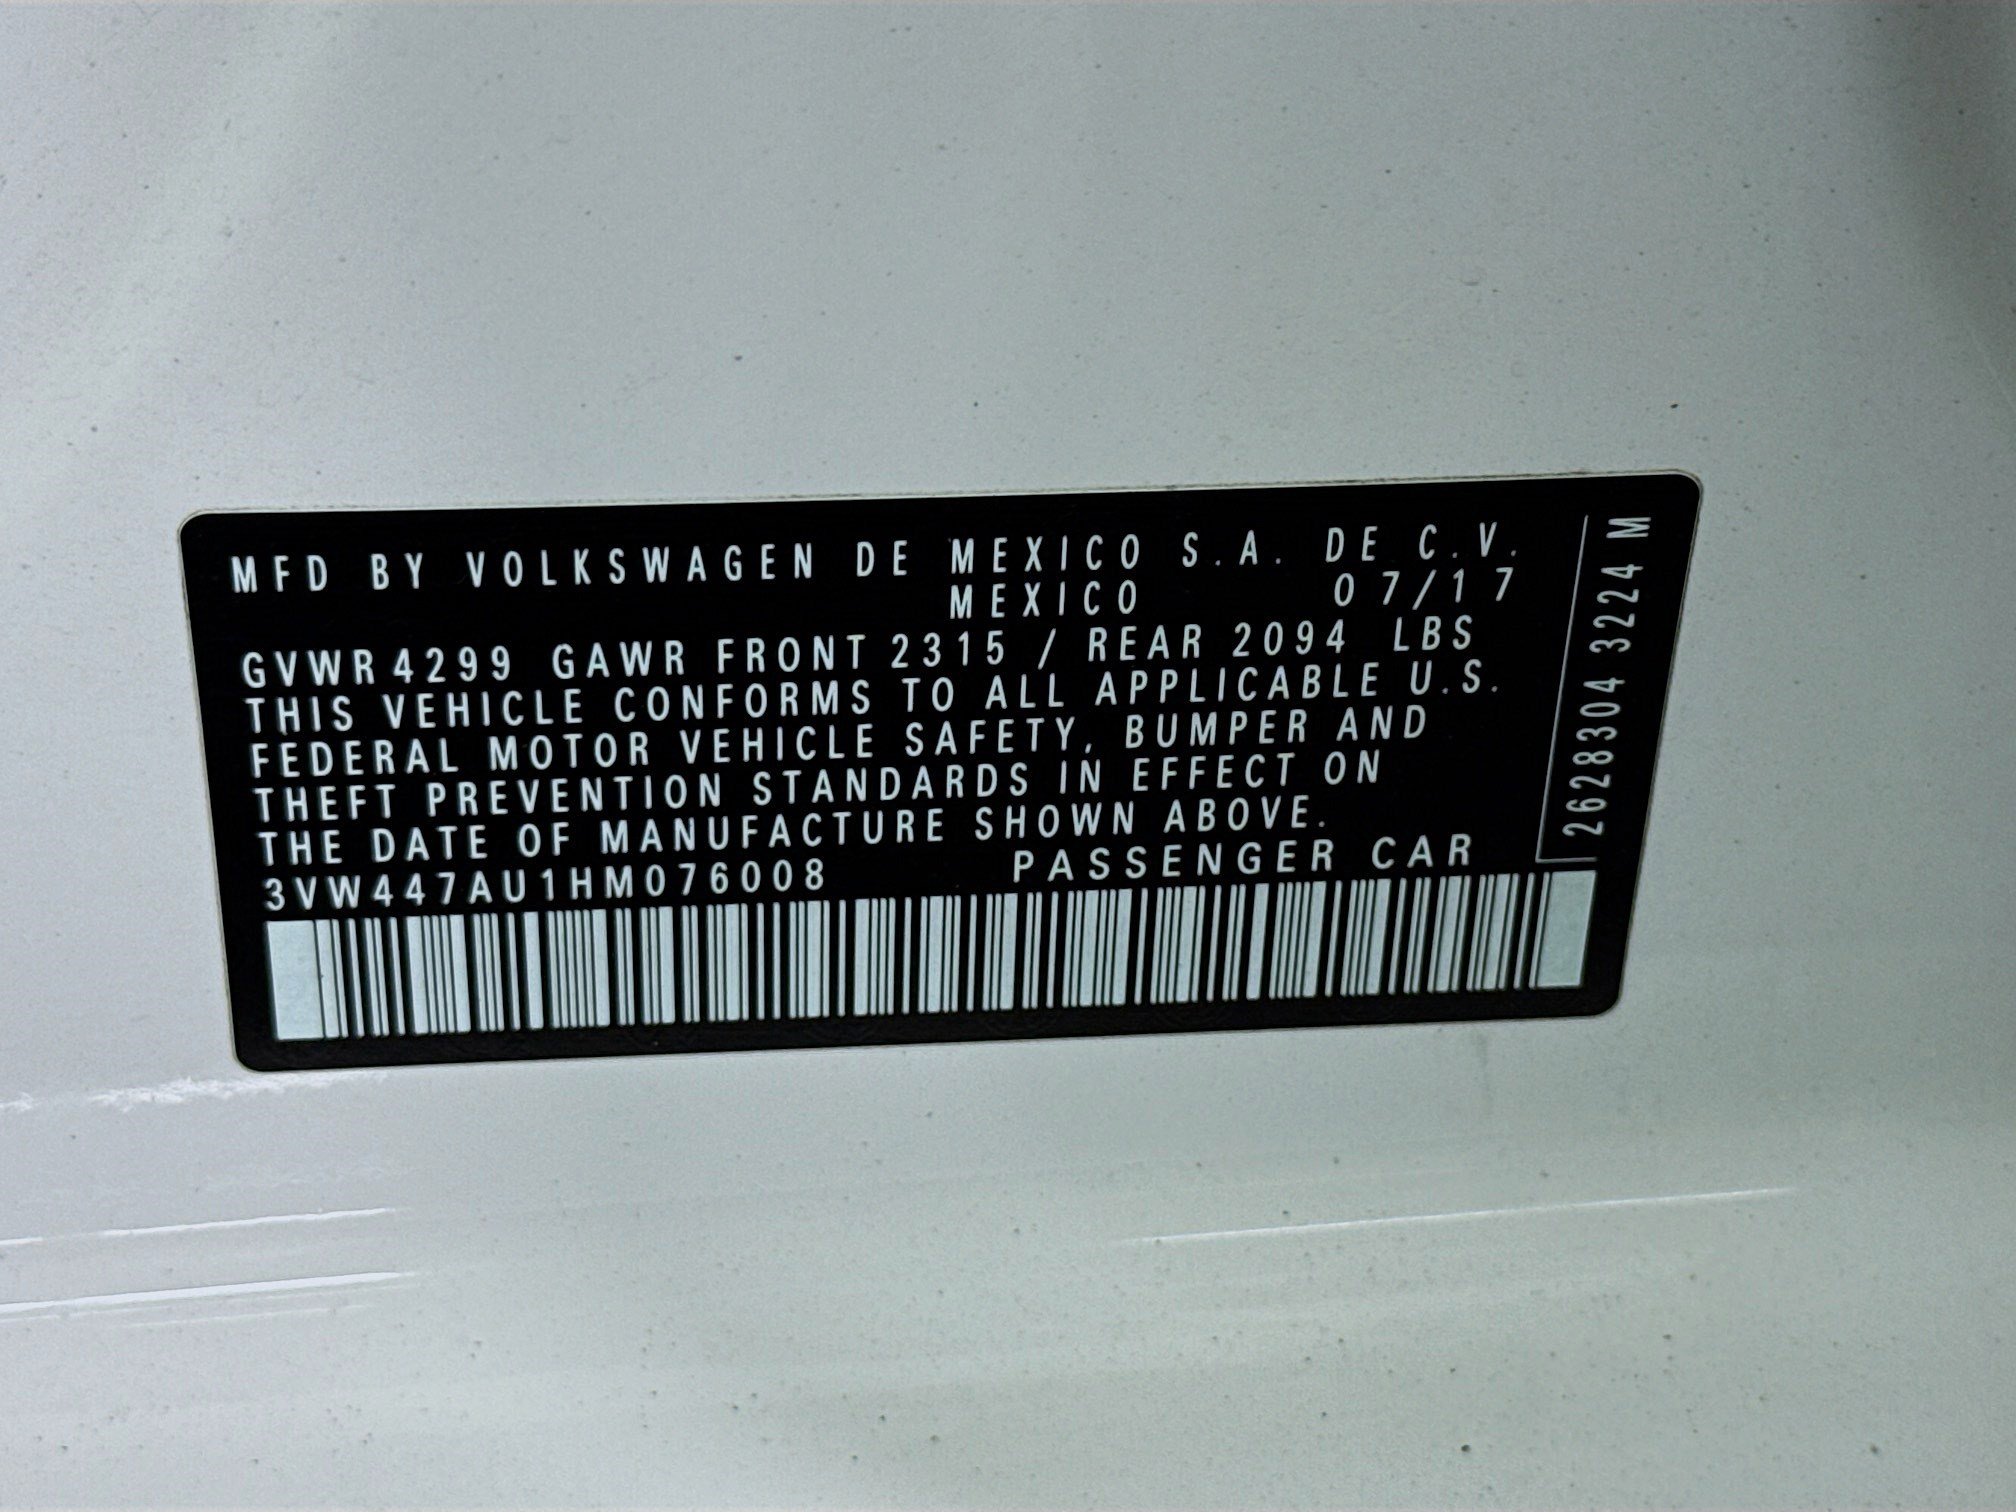 MFD BY VOLKSWAGEN DE MEXICO S.A. DE C.V.
MEXICO 07/17
GVWR 4299 GAWR FRONT 2315 / REAR 2094 LBS
THIS VEHICLE CONFORMS TO ALL APPLICABLE U.S.
FEDERAL MOTOR VEHICLE SAFETY, BUMPER AND
THEFT PREVENTION STANDARDS IN EFFECT ON
THE DATE OF MANUFACTURE SHOWN ABOVE.
3VW447AU1HM076008 PASSENGER CAR
2628304 3224 M